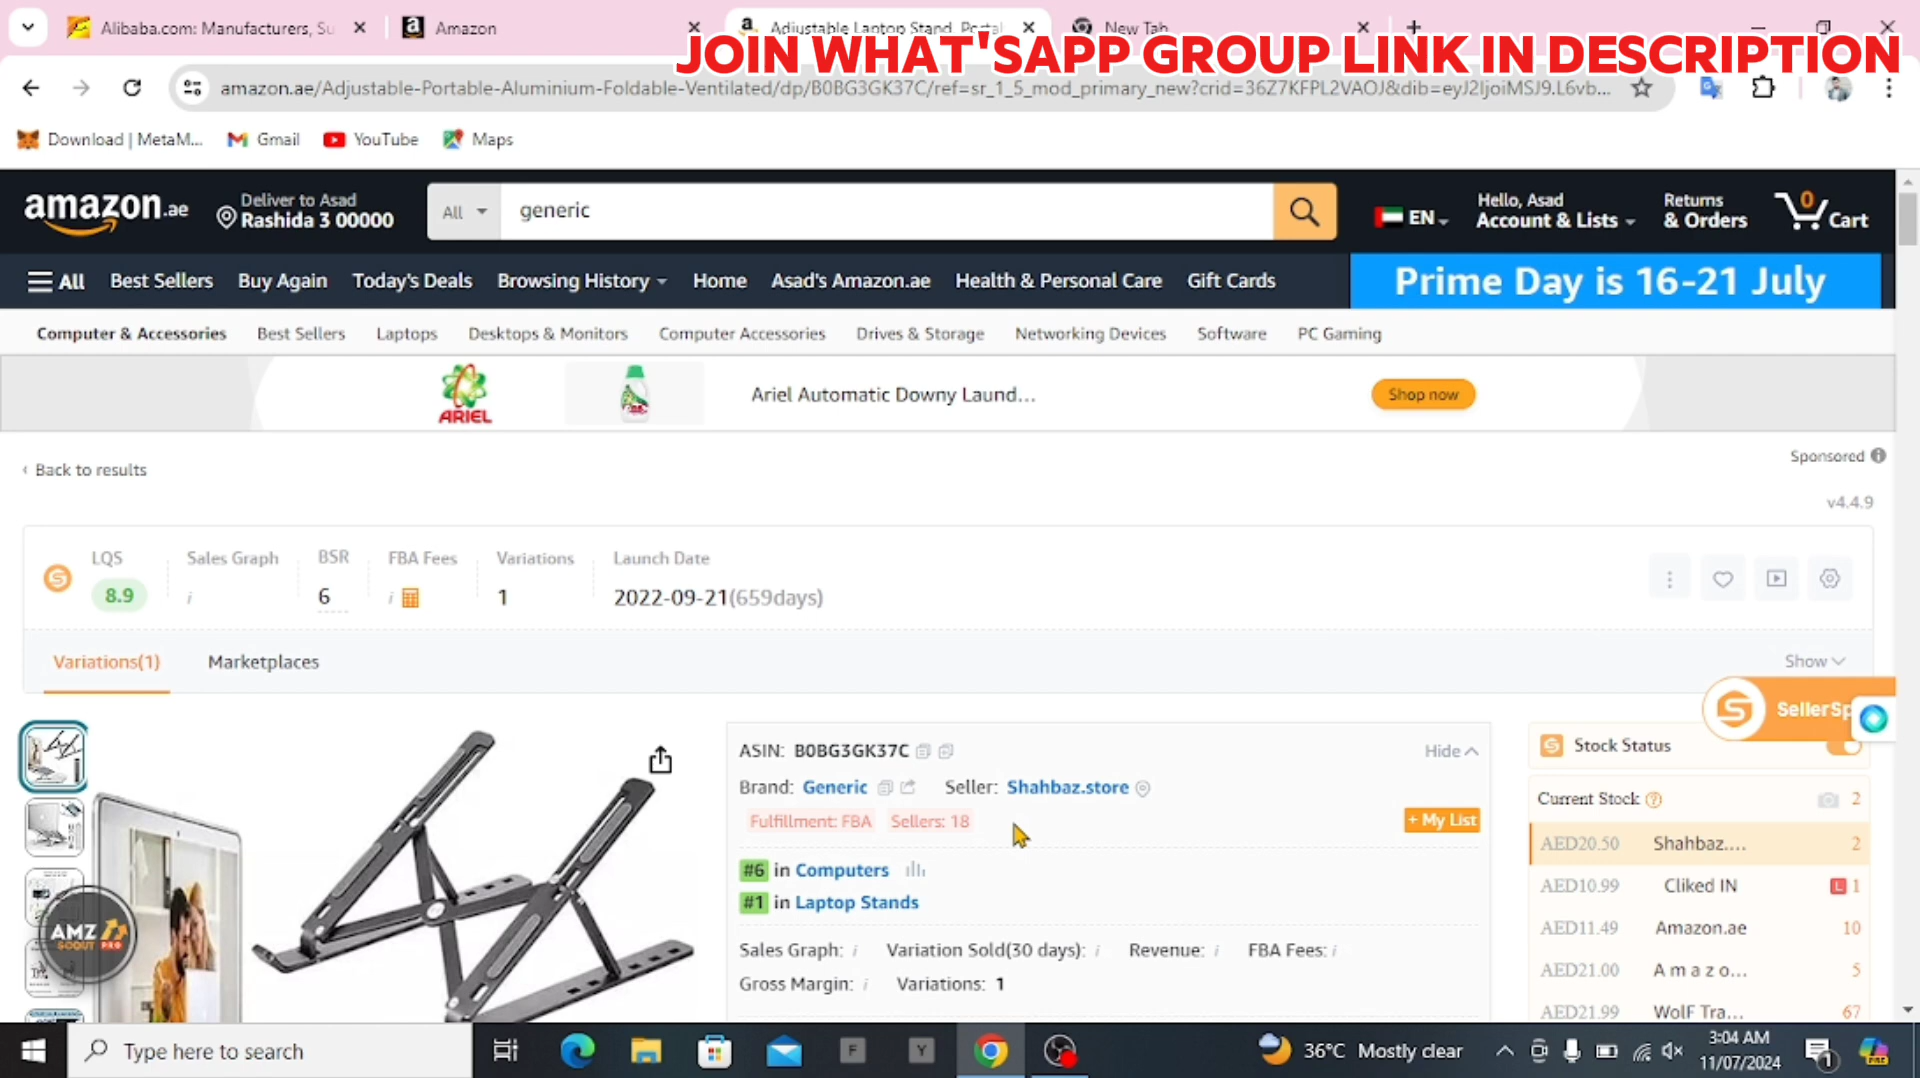 Alibaba.com: Manufacturers, Su
Amazon
Adjustable Laptop Stand, Porta
New Tab
JOIN WHAT'SAPP GROUP LINK IN DESCRIPTION
amazon.ae/Adjustable-Portable-Aluminium-Foldable-Ventilated/dp/B0BG3GK37C/ref=sr_1_5_mod_primary_new?crid=36Z7KFPL2VAOJ&dib=eyJ2IjoiMSJ9.L6vb...
Download | MetaM...
Gmail
YouTube
Maps
amazon.ae
Deliver to Asad
Rashida 3 00000
All
generic
EN
Hello, Asad
Account & Lists
Returns
& Orders
0
Cart
All
Best Sellers
Buy Again
Today's Deals
Browsing History
Home
Asad's Amazon.ae
Health & Personal Care
Gift Cards
Prime Day is 16-21 July
Computer & Accessories
Best Sellers
Laptops
Desktops & Monitors
Computer Accessories
Drives & Storage
Networking Devices
Software
PC Gaming
ARIEL
Ariel Automatic Downy Laund...
Shop now
‹ Back to results
Sponsored
v4.4.9
LQS
Sales Graph
BSR
FBA Fees
Variations
Launch Date
8.9
i
6
i
1
2022-09-21(659days)
Variations(1)
Marketplaces
Show
SellerSp
ASIN: B0BG3GK37C
Hide
Stock Status
Brand: Generic
Seller: Shahbaz.store
Current Stock
2
Fulfillment: FBA
Sellers: 18
+ My List
AED20.50 Shahbaz.... 2
#6 in Computers
AED10.99 Cliked IN L 1
#1 in Laptop Stands
AED11.49 Amazon.ae 10
AMZ
SCOUT PRO
Sales Graph: i
Variation Sold(30 days): i
Revenue: i
FBA Fees: i
AED21.00 A m a z o... 5
Gross Margin: i
Variations: 1
AED21.99 WolF Tra... 67
Type here to search
F
Y
36°C Mostly clear
3:04 AM
11/07/2024
1